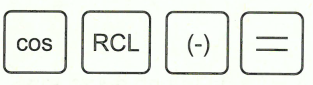 cos RCL (-) =